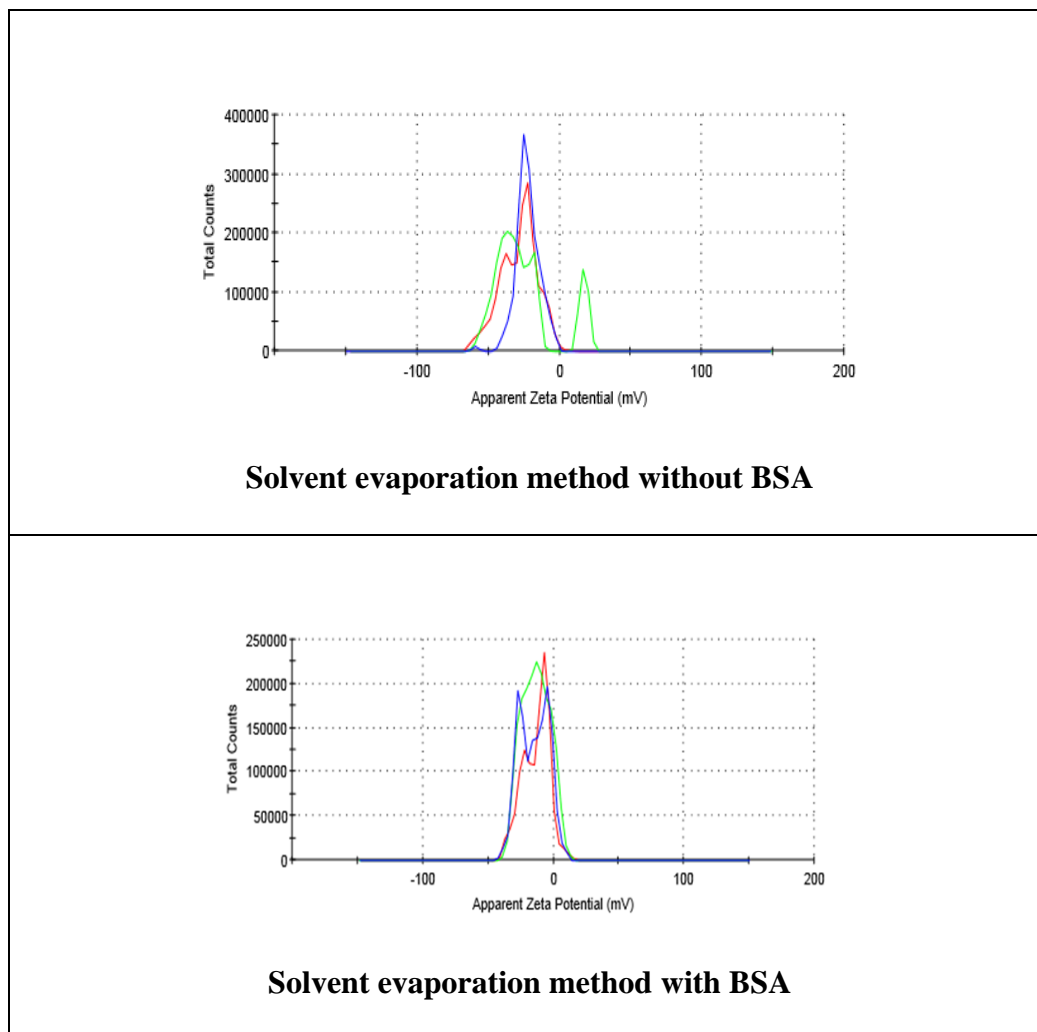 400000
300000
200000
100000
0
Total Counts
-100 0 100 200
Apparent Zeta Potential (mV)
Solvent evaporation method without BSA
250000
200000
150000
100000
50000
0
Total Counts
-100 0 100 200
Apparent Zeta Potential (mV)
Solvent evaporation method with BSA